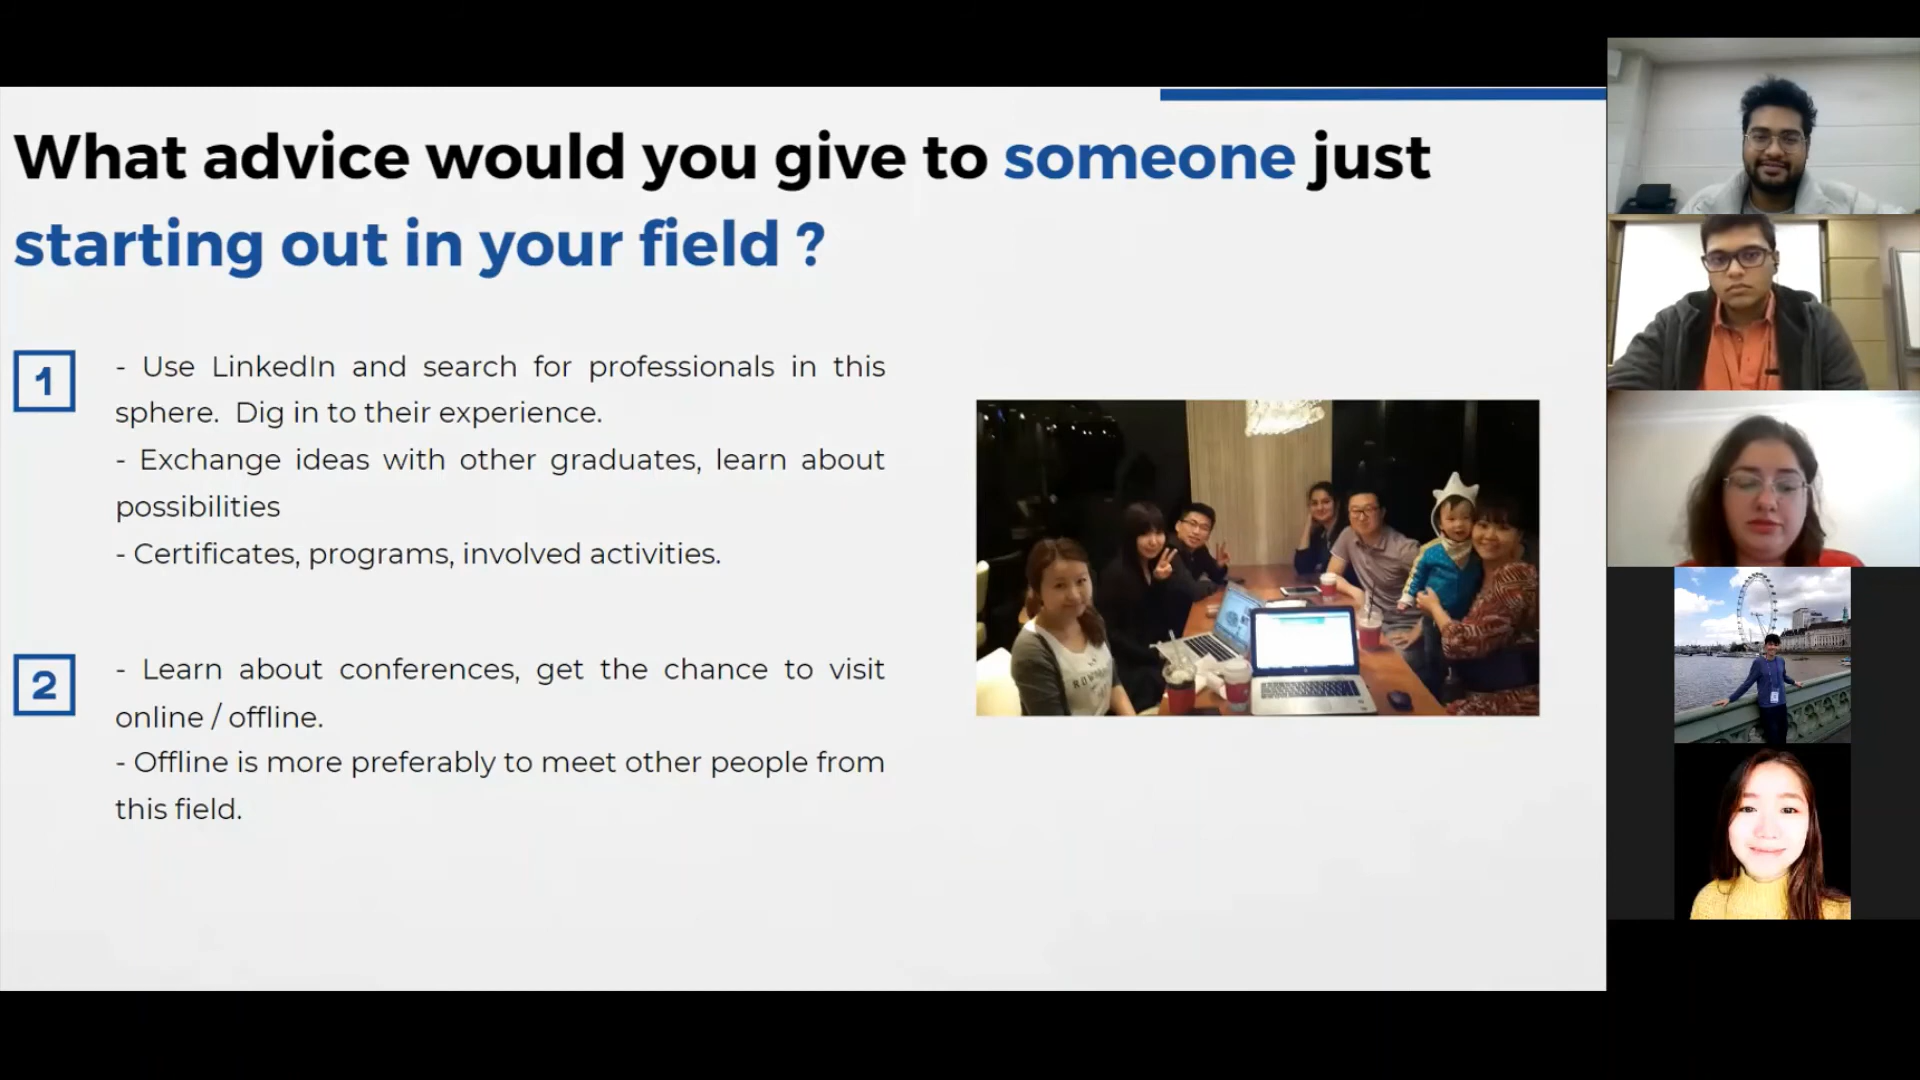 What advice would you give to someone just
starting out in your field ?
1
- Use LinkedIn and search for professionals in this
sphere. Dig in to their experience.
- Exchange ideas with other graduates, learn about
possibilities
- Certificates, programs, involved activities.
2
- Learn about conferences, get the chance to visit
online / offline.
- Offline is more preferably to meet other people from
this field.